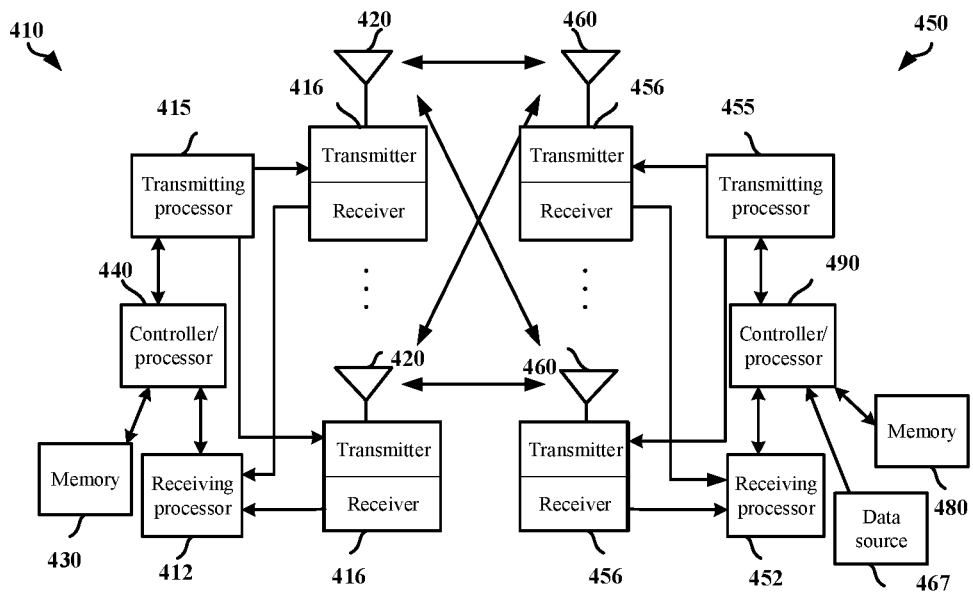 420
460
410
450
416
456
415
455
Transmitter
Receiver
Transmitting
processor
Transmitter
Receiver
Transmitting
processor
440
490
Controller/
processor
Controller/
processor
420
460
Memory
Receiving
processor
Transmitter
Receiver
Transmitter
Receiver
Receiving
processor
Memory
Data
source
480
430
412
416
456
452
467